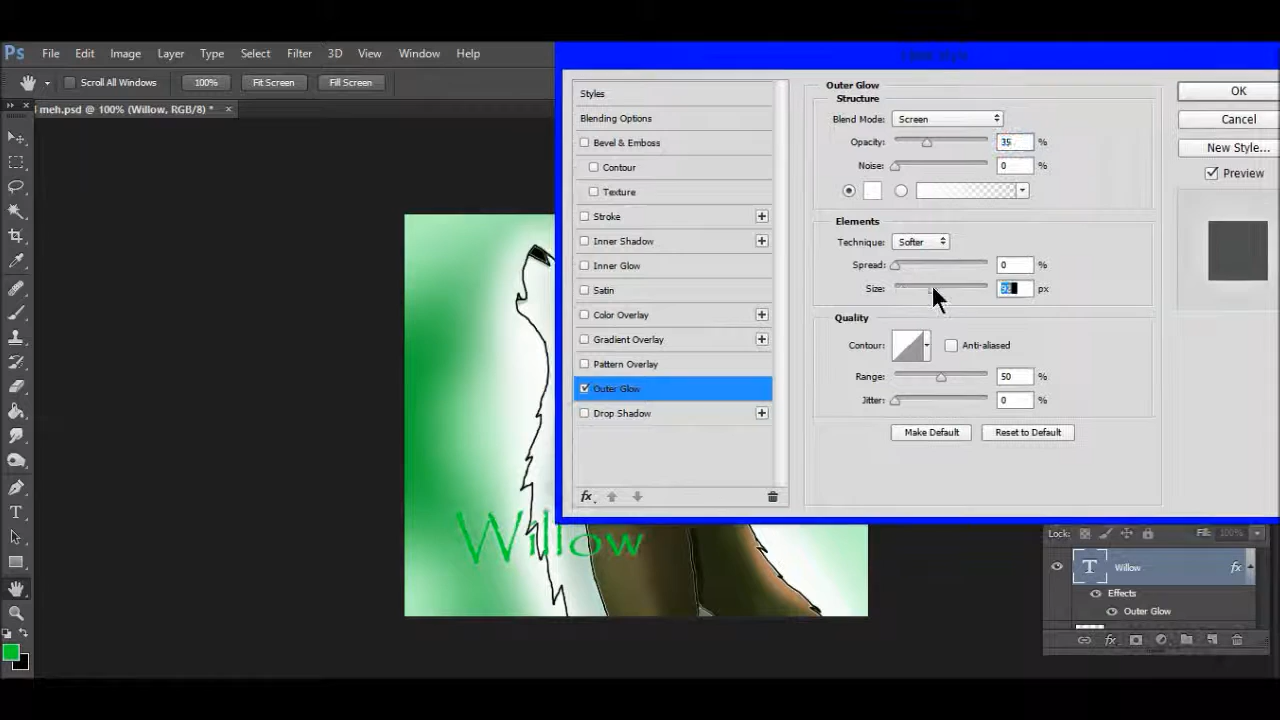 Ps File Edit Image Layer Type Select Filter 3D View Window Help
Scroll All Windows 100% Fit Screen Fill Screen
meh.psd @ 100% (Willow, RGB/8) * ×
Styles
Blending Options
Bevel & Emboss
Contour
Texture
Stroke
Inner Shadow
Inner Glow
Satin
Color Overlay
Gradient Overlay
Pattern Overlay
Outer Glow
Drop Shadow
fx
Outer Glow
Structure
Blend Mode: Screen
Opacity: 35 %
Noise: 0 %
Elements
Technique: Softer
Spread: 0 %
Size: px
Quality
Contour: Anti-aliased
Range: 50 %
Jitter: 0 %
Make Default Reset to Default
OK
Cancel
New Style...
Preview
Willow
Lock: Fill: 100%
T Willow fx
Effects
Outer Glow
fx